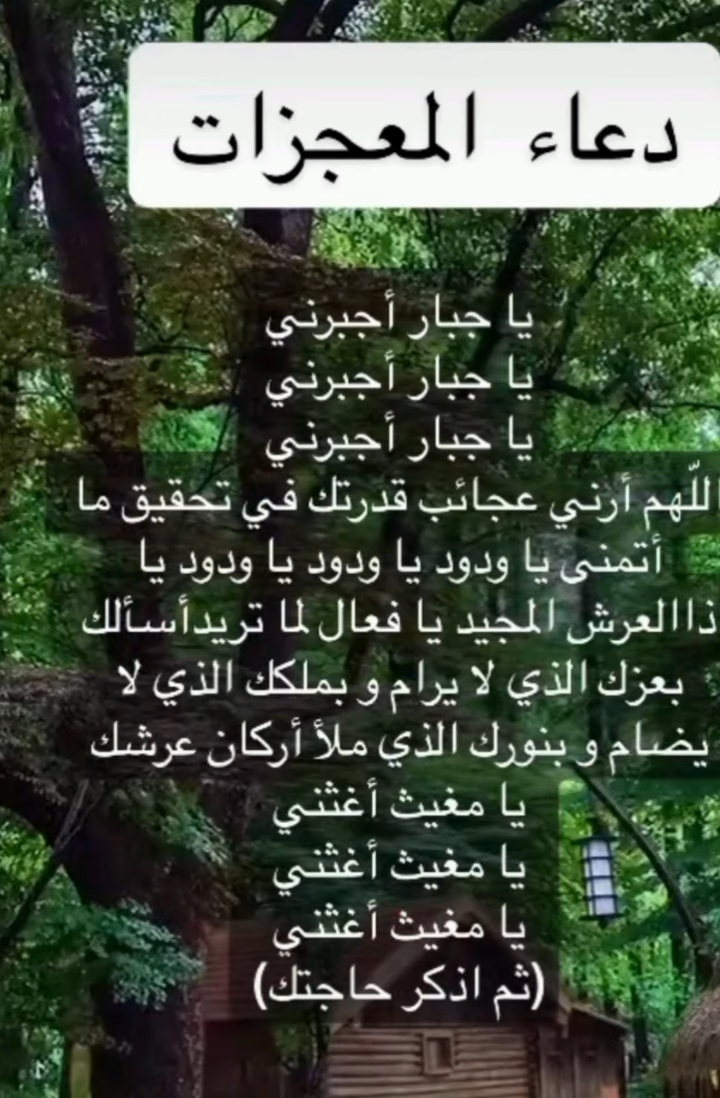 دعاء المعجزات
يا جبار أجبرني
يا جبار أجبرني
يا جبار أجبرني
اللّهم أرني عجائب قدرتك في تحقيق ما
أتمنى يا ودود يا ودود يا ودود يا
ذاالعرش المجيد يا فعال لما تريدأسألك
بعزك الذي لا يرام و بملكك الذي لا
يضام و بنورك الذي ملأ أركان عرشك
يا مغيث أغثني
يا مغيث أغثني
يا مغيث أغثني
(ثم اذكر حاجتك)